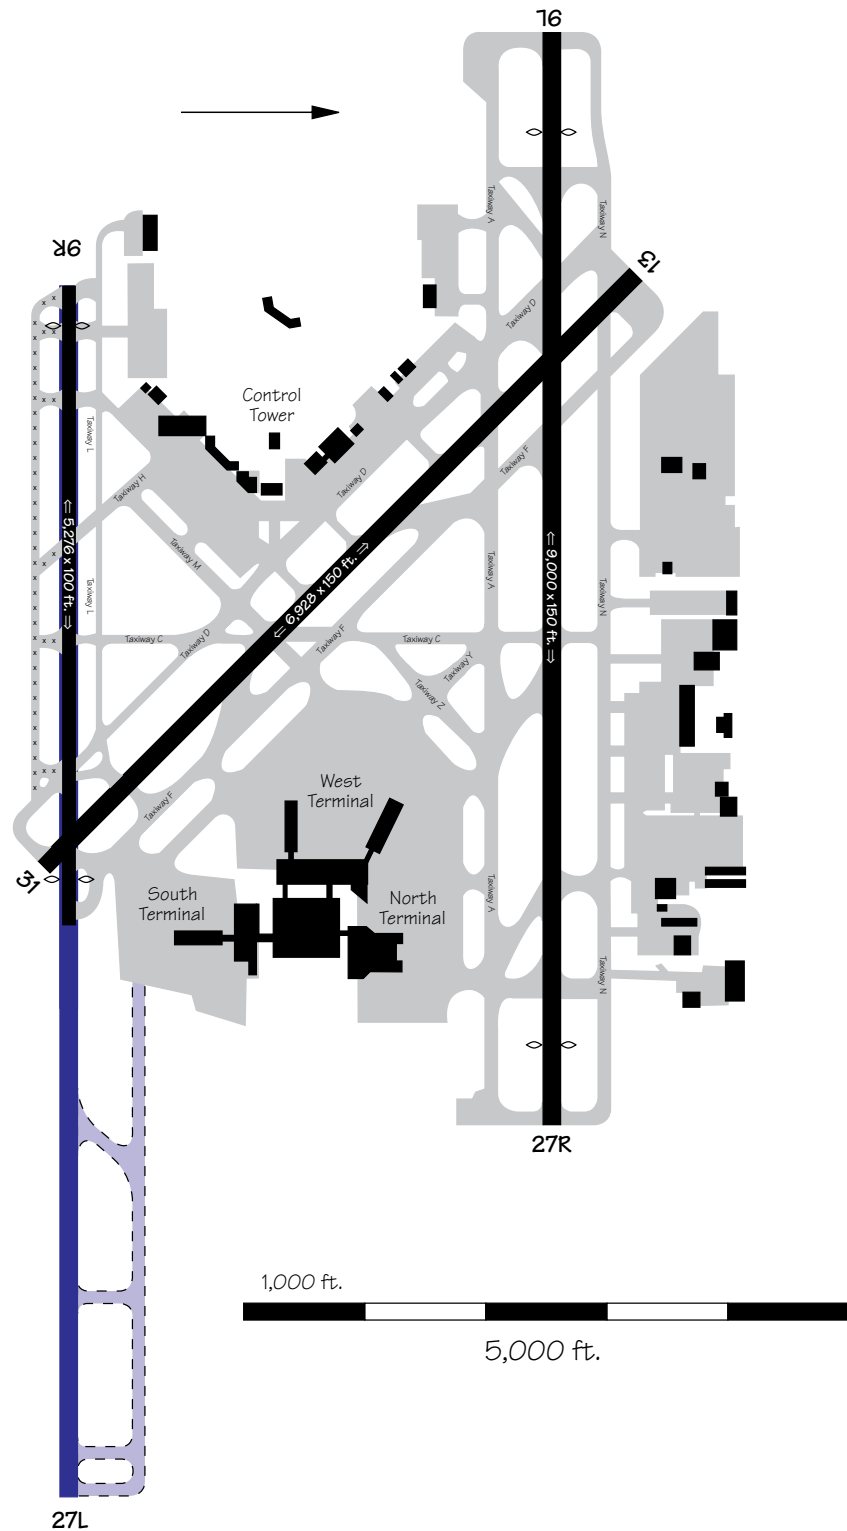 9L
13
9R
Taxiway A
Taxiway N
Taxiway D
Control
Tower
Taxiway L
Taxiway F
Taxiway H
Taxiway D
⇐ 5,276 x 100 ft. ⇒
⇐ 6,928 x 150 ft. ⇒
⇐ 9,000 x 150 ft. ⇒
Taxiway M
Taxiway A
Taxiway L
Taxiway N
Taxiway C
Taxiway D
Taxiway F
Taxiway C
Taxiway Y
Taxiway Z
West
Terminal
Taxiway F
31
South
Terminal
North
Terminal
Taxiway A
Taxiway N
27R
1,000 ft.
5,000 ft.
27L